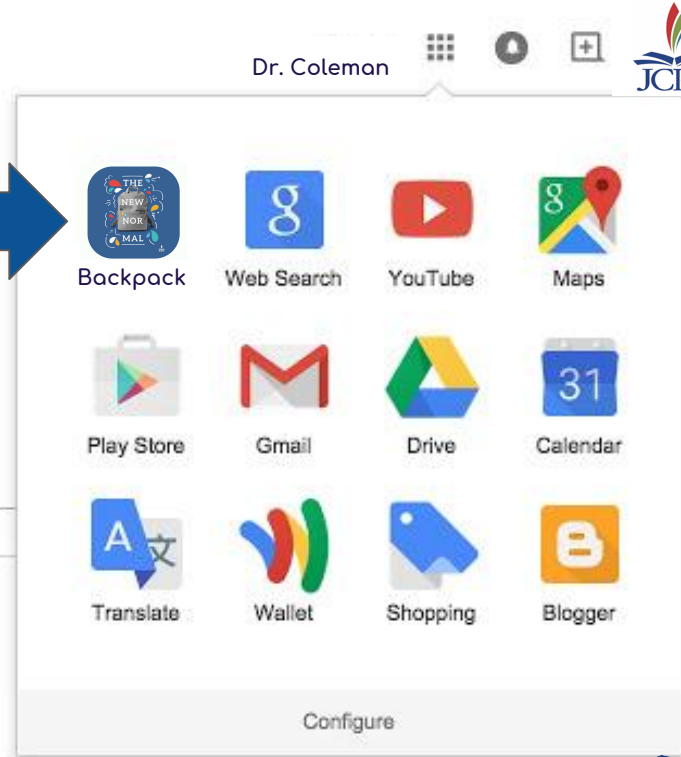 Dr. Coleman
THE
NEW
NOR
MAL
Backpack
g
Web Search
YouTube
g
Maps
Play Store
Gmail
Drive
31
Calendar
A 文
Translate
Wallet
Shopping
B
Blogger
Configure